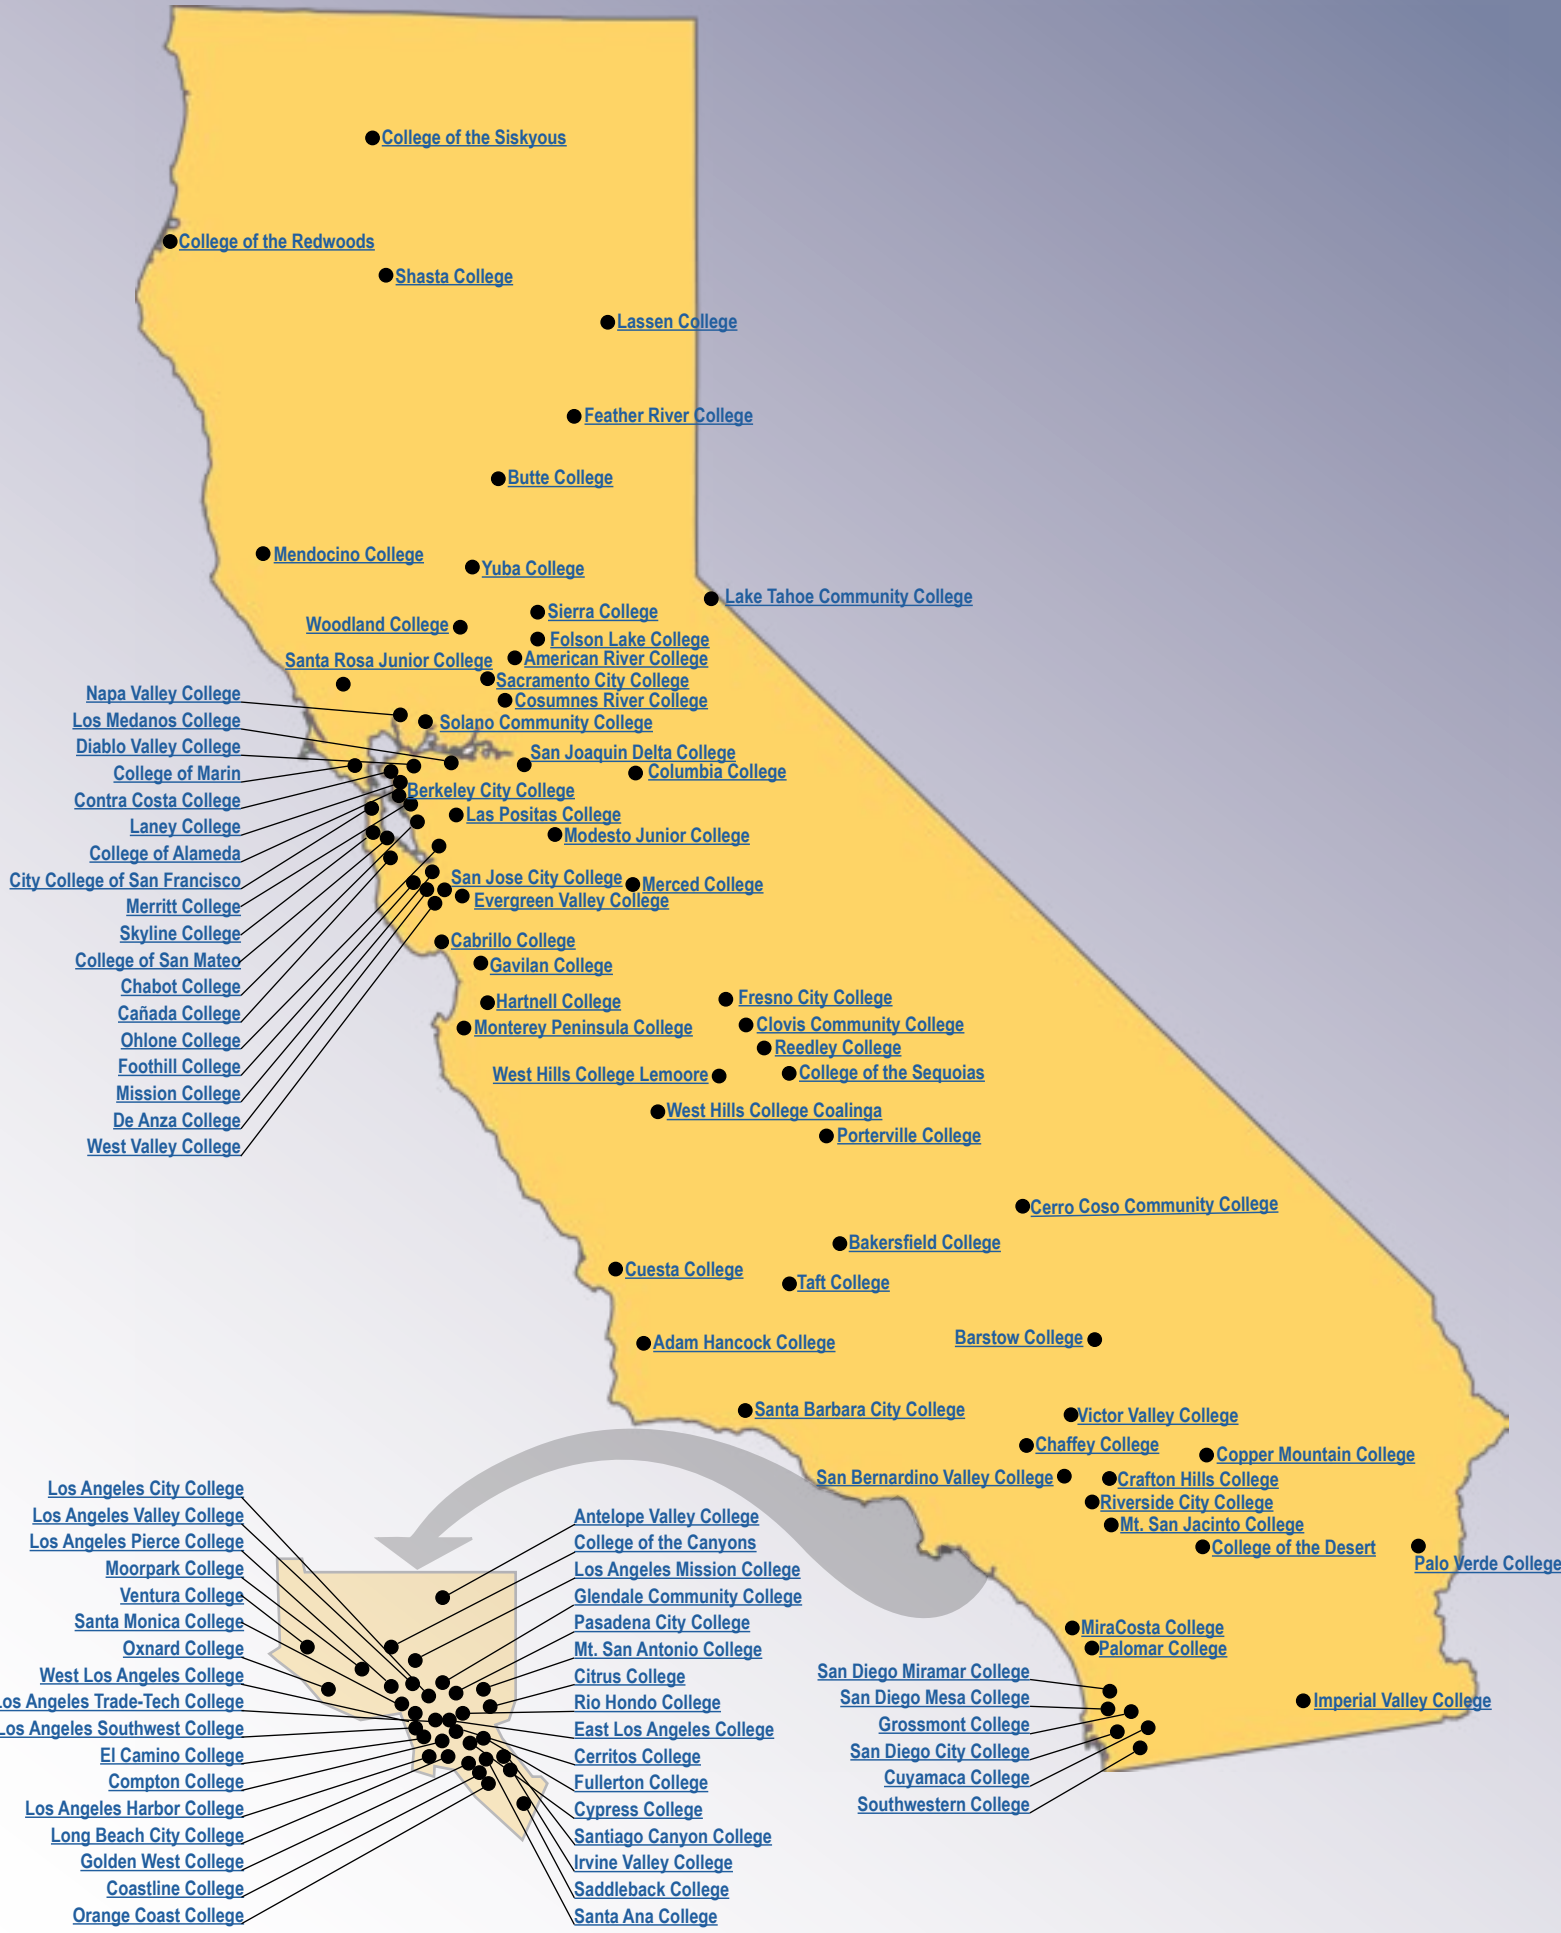 College of the Siskyous
College of the Redwoods
Shasta College
Lassen College
Feather River College
Butte College
Mendocino College
Yuba College
Lake Tahoe Community College
Sierra College
Woodland College
Folson Lake College
American River College
Santa Rosa Junior College
Sacramento City College
Cosumnes River College
Solano Community College
San Joaquin Delta College
Columbia College
Berkeley City College
Las Positas College
Modesto Junior College
San Jose City College
Merced College
Evergreen Valley College
Cabrillo College
Gavilan College
Hartnell College
Monterey Peninsula College
Napa Valley College
Los Medanos College
Diablo Valley College
College of Marin
Contra Costa College
Laney College
College of Alameda
City College of San Francisco
Merritt College
Skyline College
College of San Mateo
Chabot College
Cañada College
Ohlone College
Foothill College
Mission College
De Anza College
West Valley College
Fresno City College
Clovis Community College
Reedley College
West Hills College Lemoore
College of the Sequoias
West Hills College Coalinga
Porterville College
Cerro Coso Community College
Bakersfield College
Cuesta College
Taft College
Adam Hancock College
Barstow College
Santa Barbara City College
Victor Valley College
Chaffey College
Copper Mountain College
San Bernardino Valley College
Crafton Hills College
Riverside City College
Mt. San Jacinto College
College of the Desert
Palo Verde College
MiraCosta College
Palomar College
San Diego Miramar College
San Diego Mesa College
Grossmont College
San Diego City College
Cuyamaca College
Southwestern College
Imperial Valley College
Los Angeles City College
Los Angeles Valley College
Los Angeles Pierce College
Moorpark College
Ventura College
Santa Monica College
Oxnard College
West Los Angeles College
Los Angeles Trade-Tech College
Los Angeles Southwest College
El Camino College
Compton College
Los Angeles Harbor College
Long Beach City College
Golden West College
Coastline College
Orange Coast College
Antelope Valley College
College of the Canyons
Los Angeles Mission College
Glendale Community College
Pasadena City College
Mt. San Antonio College
Citrus College
Rio Hondo College
East Los Angeles College
Cerritos College
Fullerton College
Cypress College
Santiago Canyon College
Irvine Valley College
Saddleback College
Santa Ana College